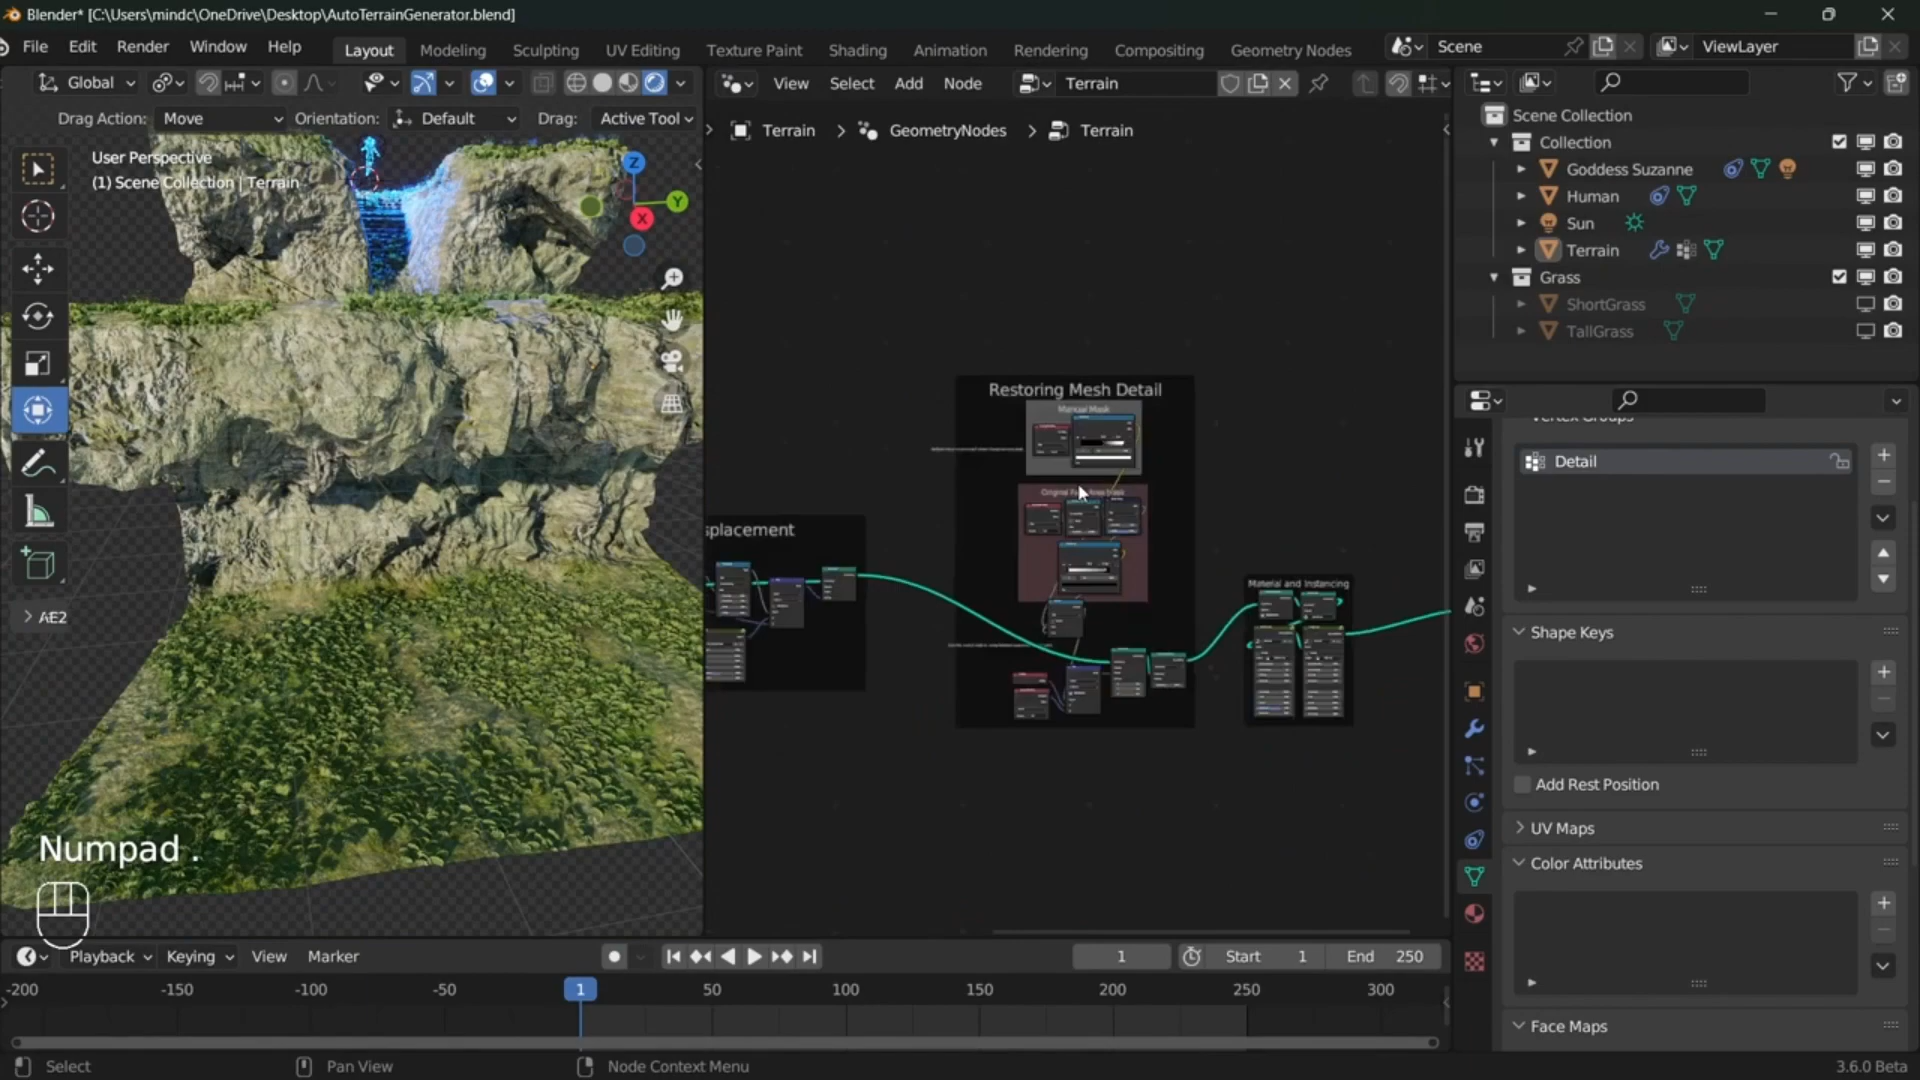 Blender* [C:\Users\mindc\OneDrive\Desktop\AutoTerrainGenerator.blend]
File Edit Render Window Help
Layout Modeling Sculpting UV Editing Texture Paint Shading Animation Rendering Compositing Geometry Nodes
Scene
ViewLayer
Global
View Select Add Node
Terrain
Drag Action: Move Orientation: Default Drag: Active Tool
Terrain > GeometryNodes > Terrain
User Perspective
(1) Scene Collection | Terrain
Z
Y
X
> AE2
Numpad .
splacement
Restoring Mesh Detail
Manual Mask
Material and Instancing
Scene Collection
Collection
Goddess Suzanne
Human
Sun
Terrain
Grass
ShortGrass
TallGrass
Vertex Groups
Detail
Shape Keys
Add Rest Position
UV Maps
Color Attributes
Face Maps
Playback Keying View Marker
1
Start 1
End 250
-200 -150 -100 -50 1 50 100 150 200 250 300
Select
Pan View
Node Context Menu
3.6.0 Beta